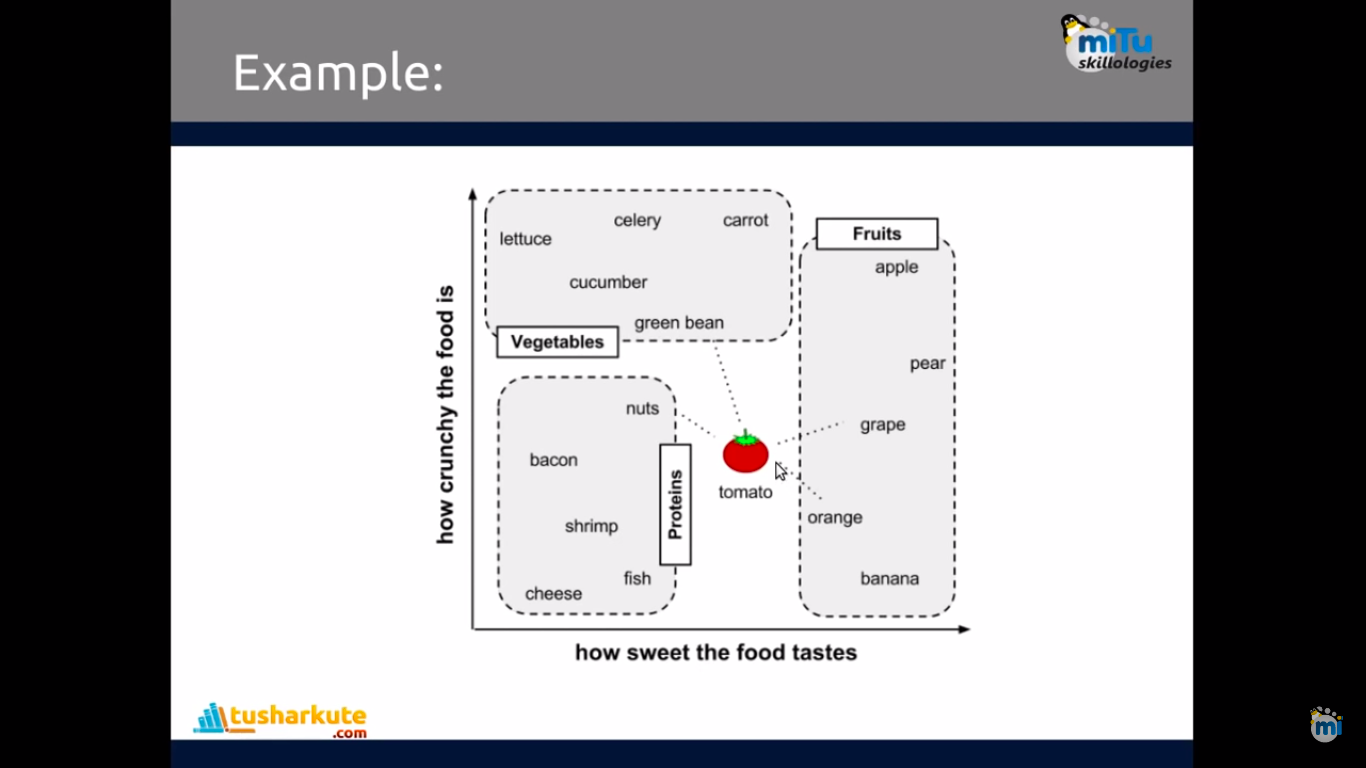 Example:
miTu
skillologies
how crunchy the food is
lettuce
celery
carrot
cucumber
green bean
Vegetables
Fruits
apple
pear
grape
orange
banana
nuts
bacon
shrimp
fish
cheese
Proteins
tomato
how sweet the food tastes
tusharkute
.com
mi